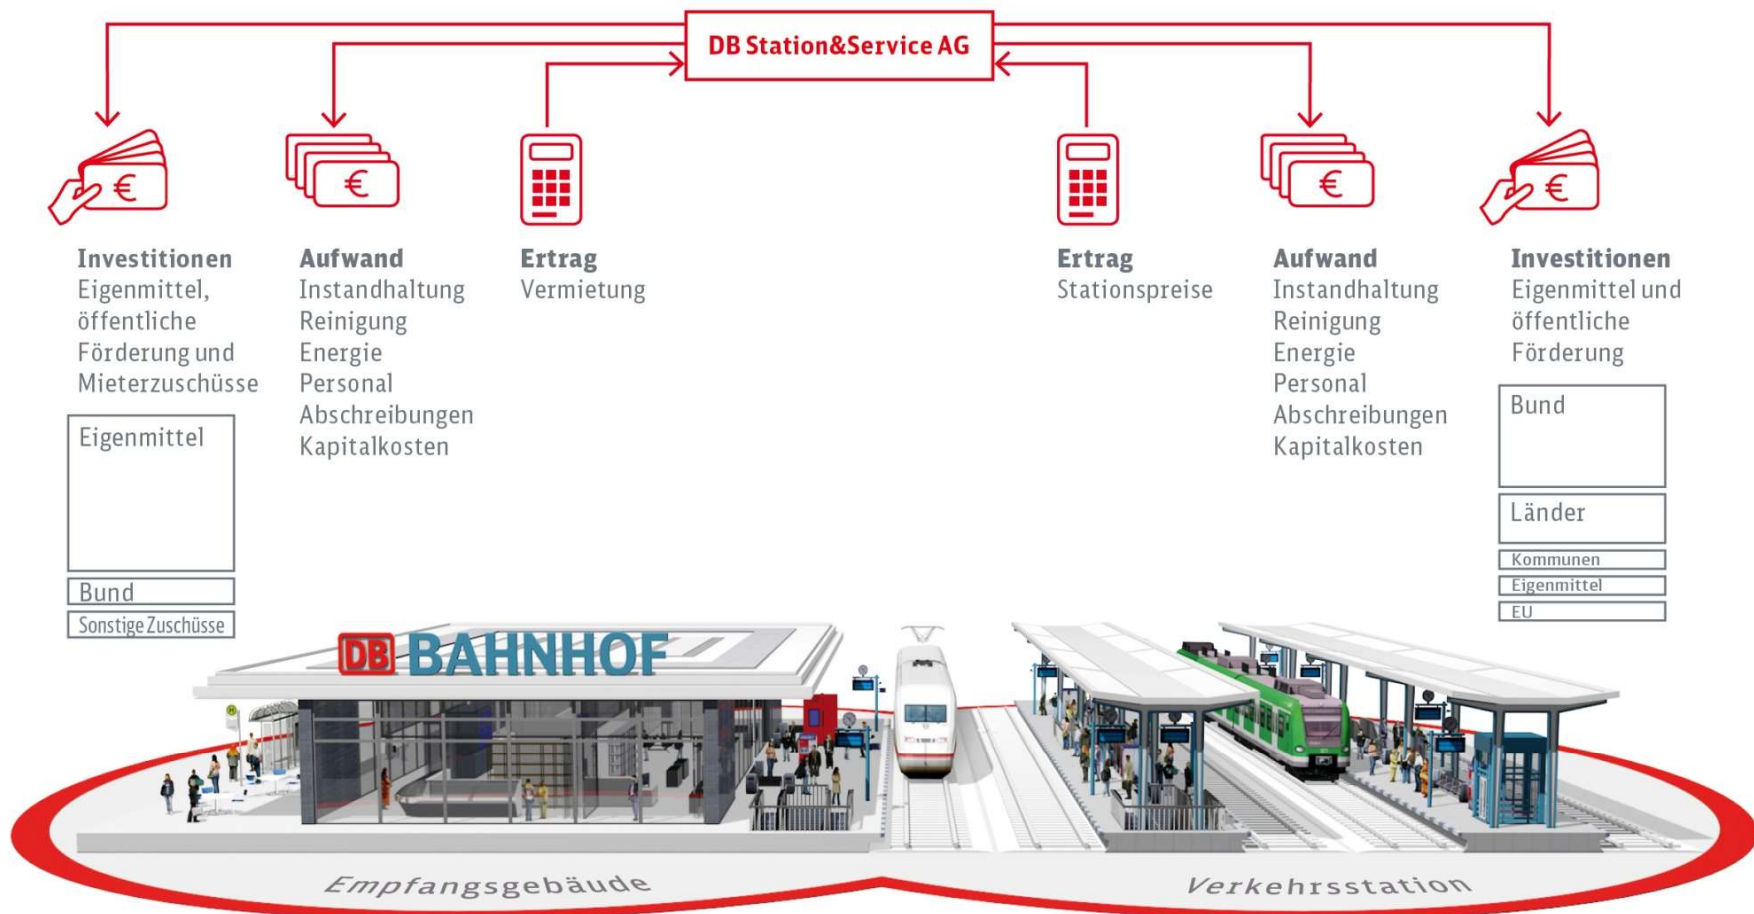 DB Station&Service AG
Investitionen
Eigenmittel,
öffentliche
Förderung und
Mieterzuschüsse
Eigenmittel
Bund
Sonstige Zuschüsse
Aufwand
Instandhaltung
Reinigung
Energie
Personal
Abschreibungen
Kapitalkosten
Ertrag
Vermietung
Ertrag
Stationspreise
Aufwand
Instandhaltung
Reinigung
Energie
Personal
Abschreibungen
Kapitalkosten
Investitionen
Eigenmittel und
öffentliche
Förderung
Bund
Länder
Kommunen
Eigenmittel
EU
DB BAHNHOF
H
Empfangsgebäude
Verkehrsstation